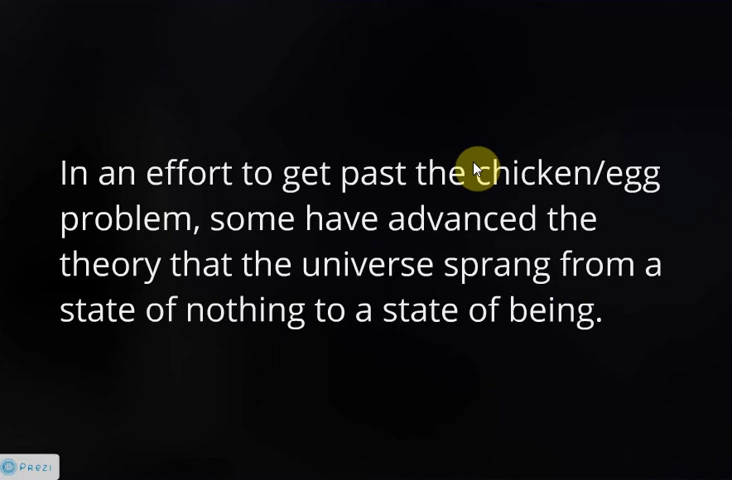 In an effort to get past the chicken/egg
problem, some have advanced the
theory that the universe sprang from a
state of nothing to a state of being.
PREZI